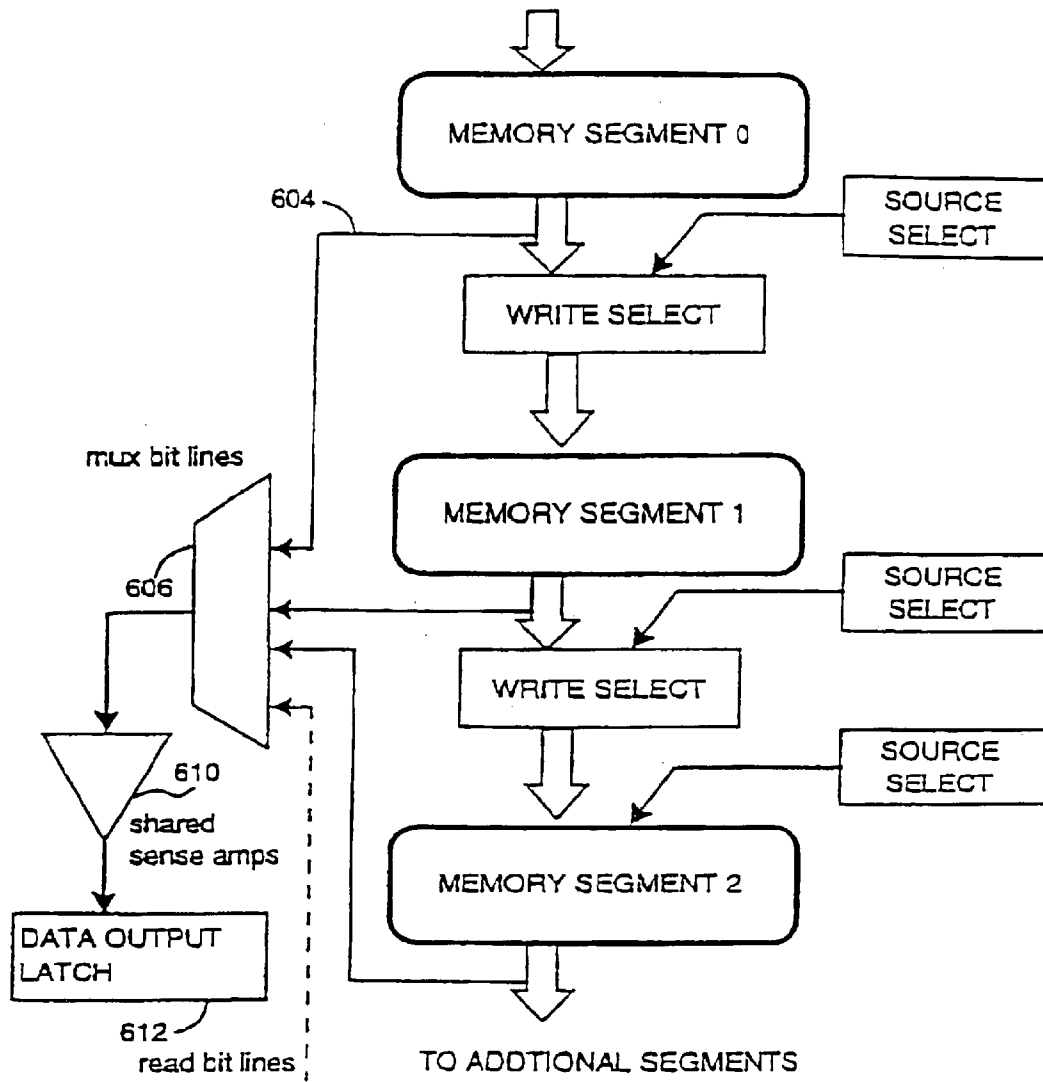 MEMORY SEGMENT 0
604
SOURCE
SELECT
WRITE SELECT
mux bit lines
MEMORY SEGMENT 1
606
SOURCE
SELECT
WRITE SELECT
SOURCE
SELECT
610
shared
sense amps
MEMORY SEGMENT 2
DATA OUTPUT
LATCH
612
read bit lines
TO ADDTIONAL SEGMENTS